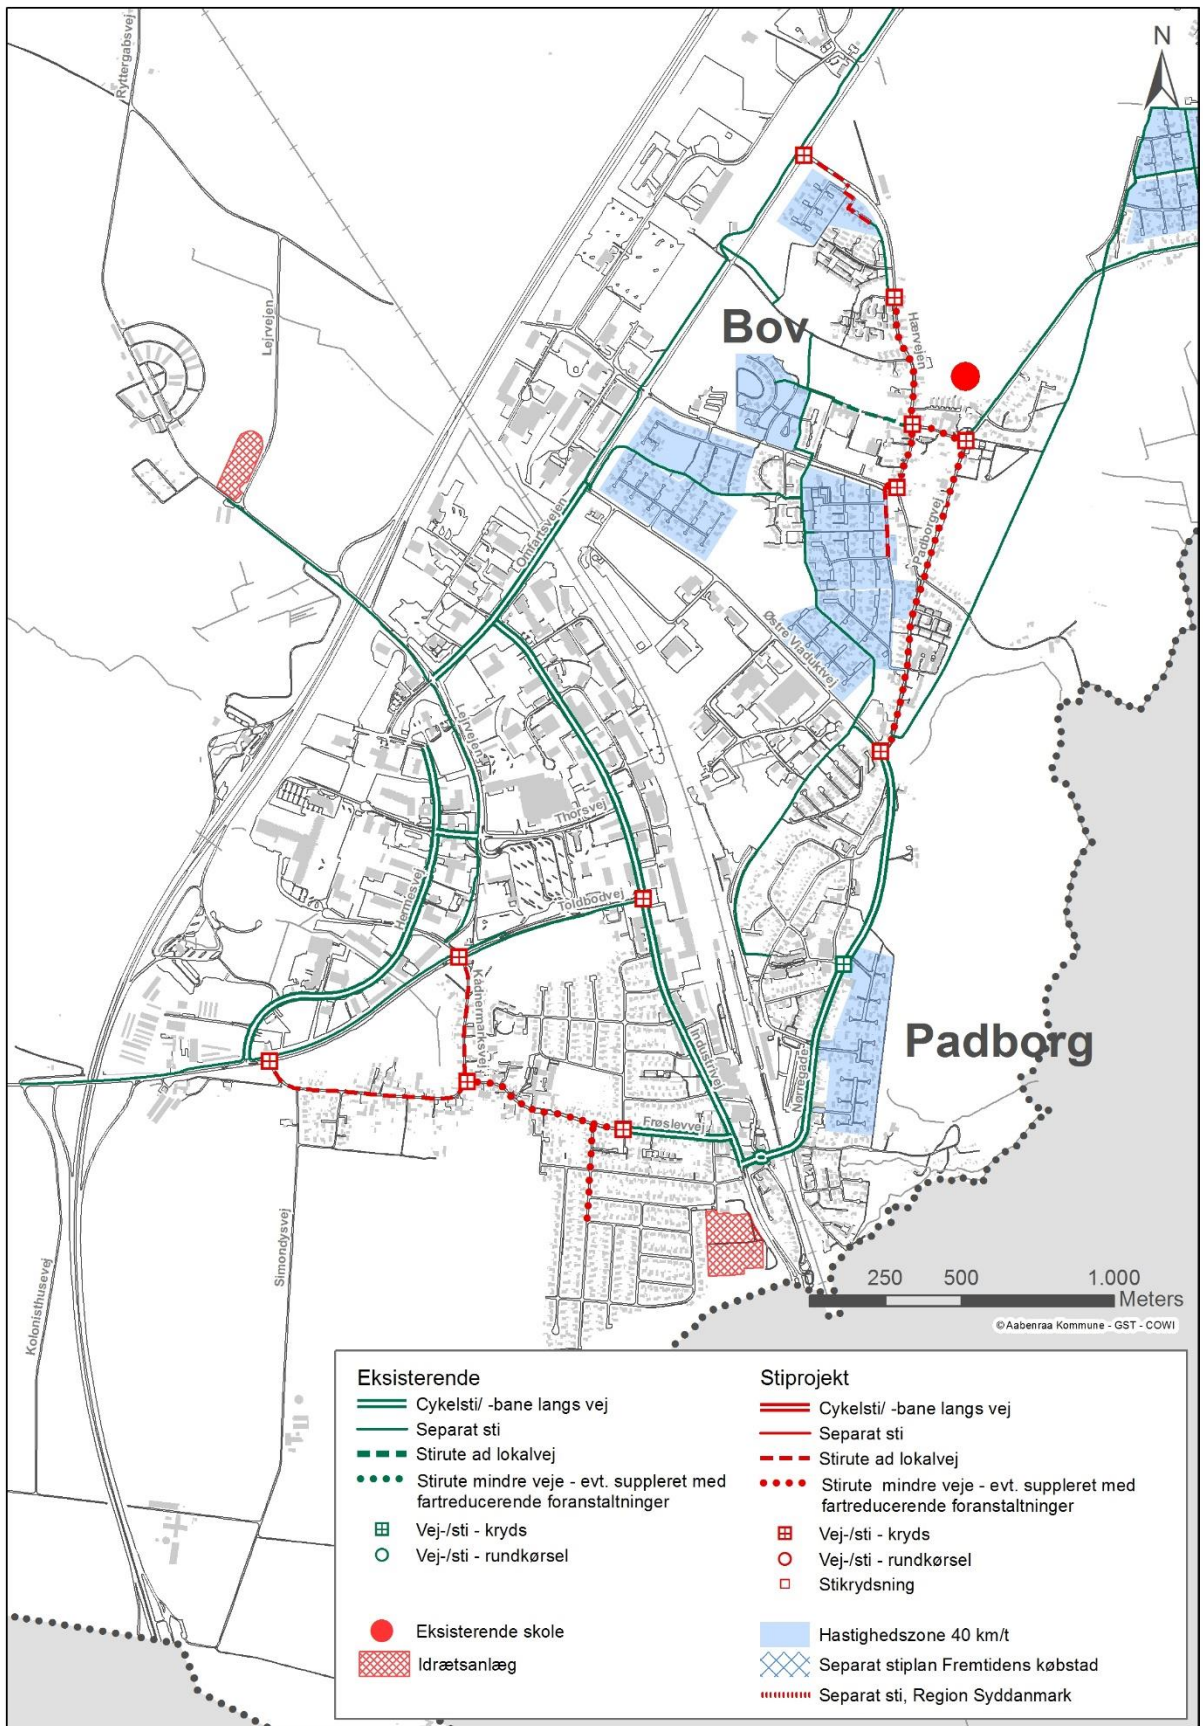 N
Ryttergabsvej
Lejrvejen
Bov
Hærvejen
Omfartsvejen
Padborgvej
Østre Viaduktvej
Lejrvejen
Thorsvej
Hermesvej
Toldbodvej
Kådnermarksvej
Industrivej
Padborg
Nørregade
Frøslevvej
Simondysvej
Kolonisthusevej
250 500 1.000
Meters
©Aabenraa Kommune - GST - COWI
Eksisterende
Cykelsti/ -bane langs vej
Separat sti
Stirute ad lokalvej
Stirute mindre veje - evt. suppleret med
fartreducerende foranstaltninger
Vej-/sti - kryds
Vej-/sti - rundkørsel
Eksisterende skole
Idrætsanlæg
Stiprojekt
Cykelsti/ -bane langs vej
Separat sti
Stirute ad lokalvej
Stirute mindre veje - evt. suppleret med
fartreducerende foranstaltninger
Vej-/sti - kryds
Vej-/sti - rundkørsel
Stikrydsning
Hastighedszone 40 km/t
Separat stiplan Fremtidens købstad
Separat sti, Region Syddanmark